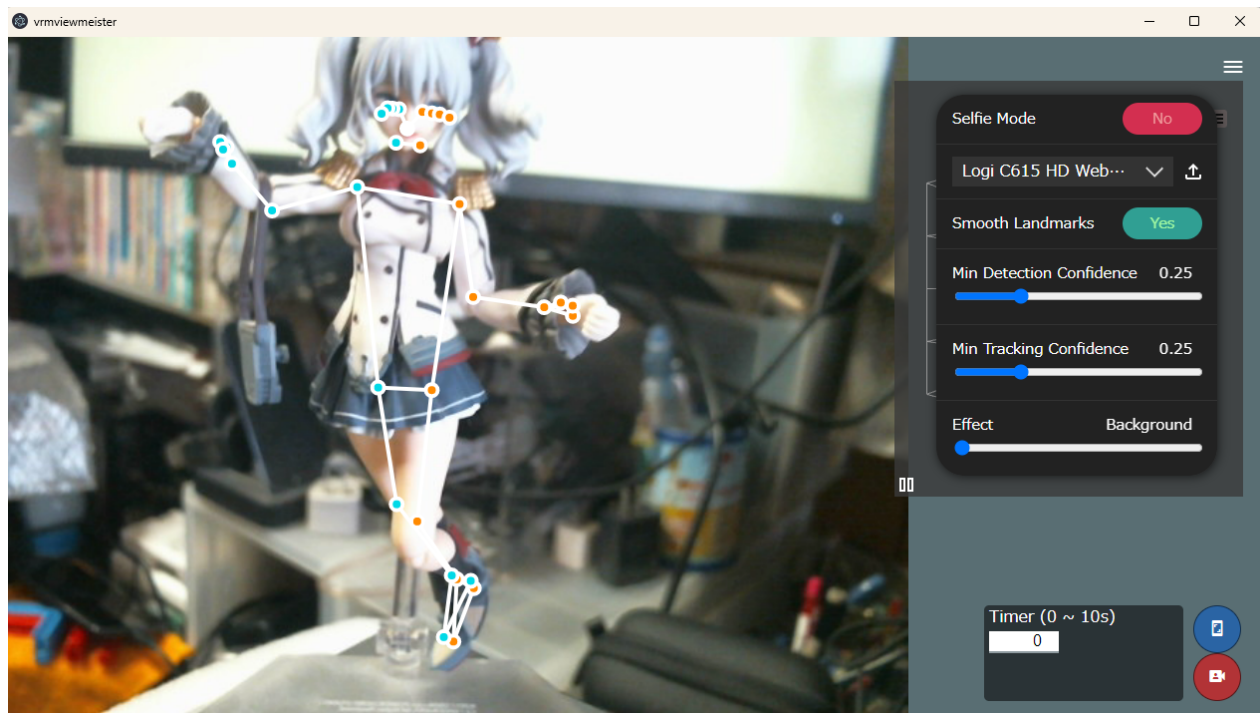 vrmviewmeister
Selfie Mode No
Logi C615 HD Web···
Smooth Landmarks Yes
Min Detection Confidence 0.25
Min Tracking Confidence 0.25
Effect Background
Timer (0 ~ 10s)
0